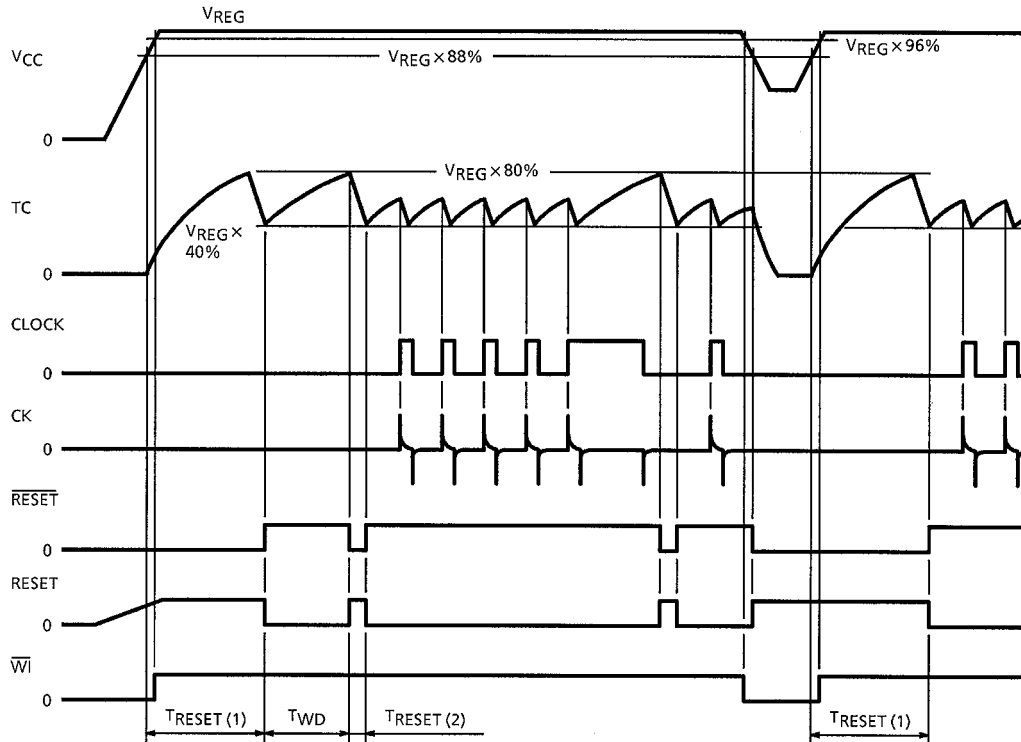 VREG
VCC
VREG×88%
VREG×96%
0
VREG×80%
TC
VREG×
40%
0
CLOCK
0
CK
0
RESET
0
RESET
0
WI
0
TRESET (1)
TWD
TRESET (2)
TRESET (1)